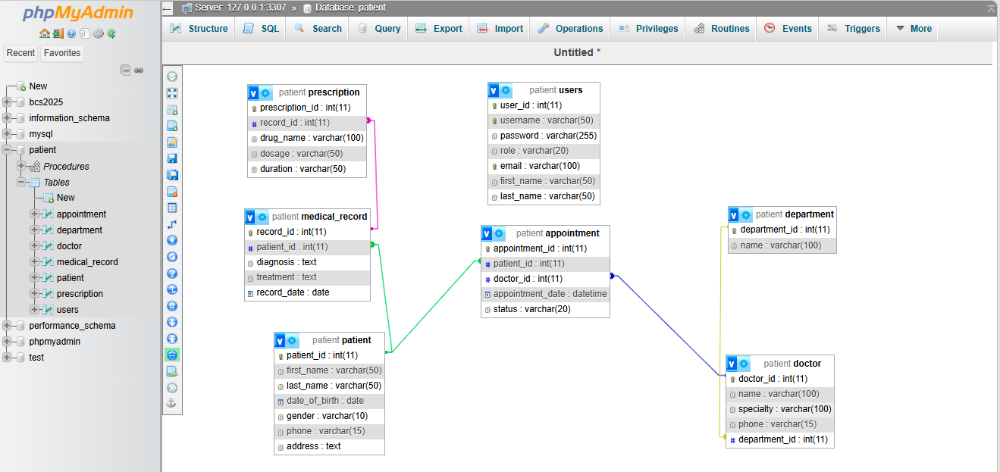 phpMyAdmin
Recent Favorites
New
bcs2025
information_schema
mysql
patient
Procedures
Tables
New
appointment
department
doctor
medical_record
patient
prescription
users
performance_schema
phpmyadmin
test
Server: 127.0.0.1:3307 » Database: patient
Structure SQL Search Query Export Import Operations Privileges Routines Events Triggers More
Untitled *
patient prescription
prescription_id : int(11)
record_id : int(11)
drug_name : varchar(100)
dosage : varchar(50)
duration : varchar(50)
patient users
user_id : int(11)
username : varchar(50)
password : varchar(255)
role : varchar(20)
email : varchar(100)
first_name : varchar(50)
last_name : varchar(50)
patient medical_record
record_id : int(11)
patient_id : int(11)
diagnosis : text
treatment : text
record_date : date
patient appointment
appointment_id : int(11)
patient_id : int(11)
doctor_id : int(11)
appointment_date : datetime
status : varchar(20)
patient department
department_id : int(11)
name : varchar(100)
patient patient
patient_id : int(11)
first_name : varchar(50)
last_name : varchar(50)
date_of_birth : date
gender : varchar(10)
phone : varchar(15)
address : text
patient doctor
doctor_id : int(11)
name : varchar(100)
specialty : varchar(100)
phone : varchar(15)
department_id : int(11)